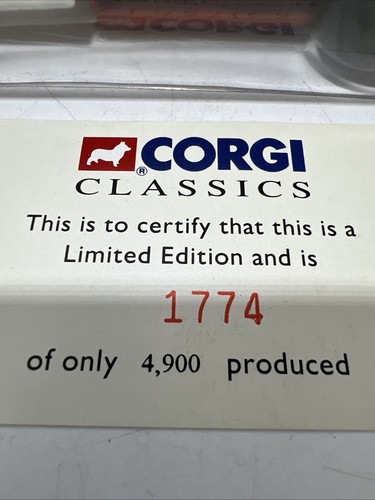 ® CORGI
CLASSICS
This is to certify that this is a
Limited Edition and is
1774
of only 4,900 produced